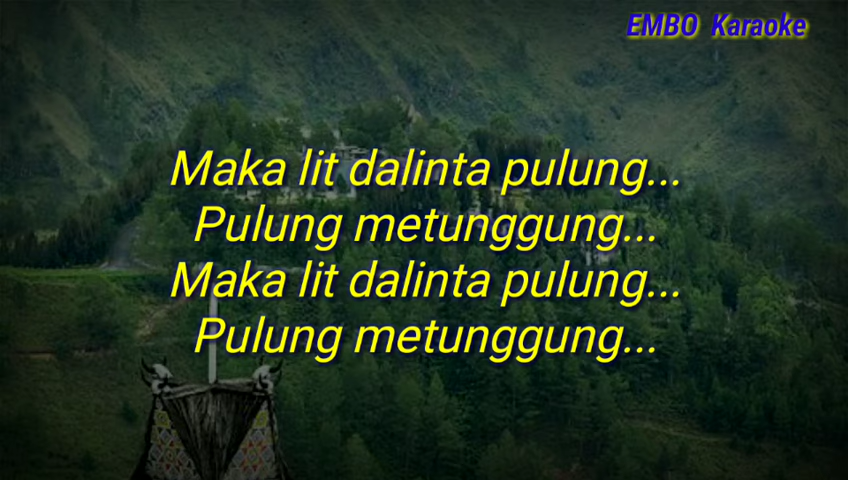 EMBO Karaoke
Maka lit dalinta pulung...
Pulung metunggung...
Maka lit dalinta pulung...
Pulung metunggung...